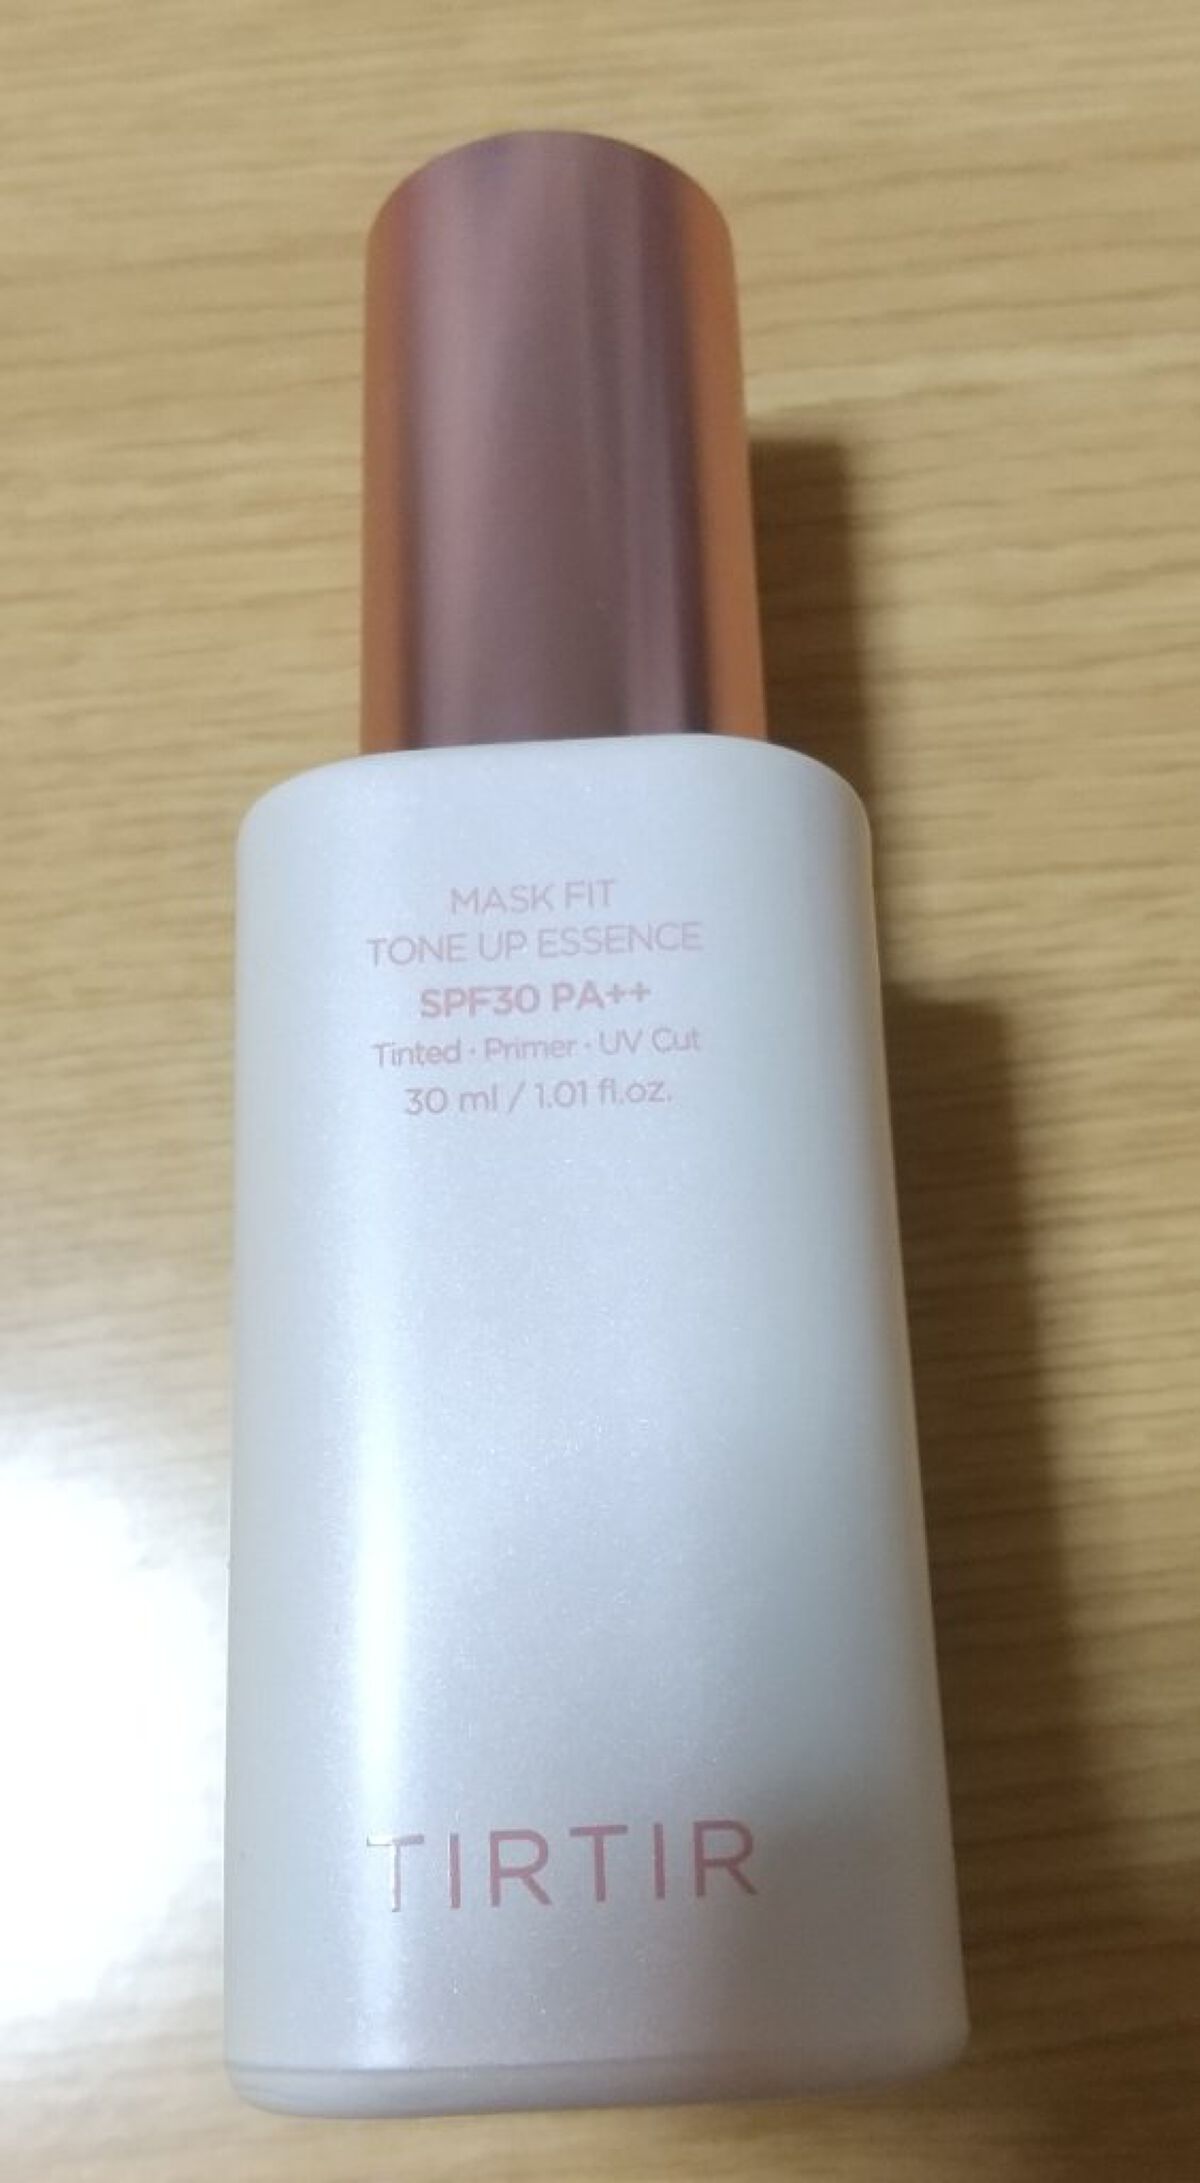 MASK FIT
TONE UP ESSENCE
SPF30 PA++
Tinted · Primer · UV Cut
30 ml / 1.01 fl.oz.
TIRTIR